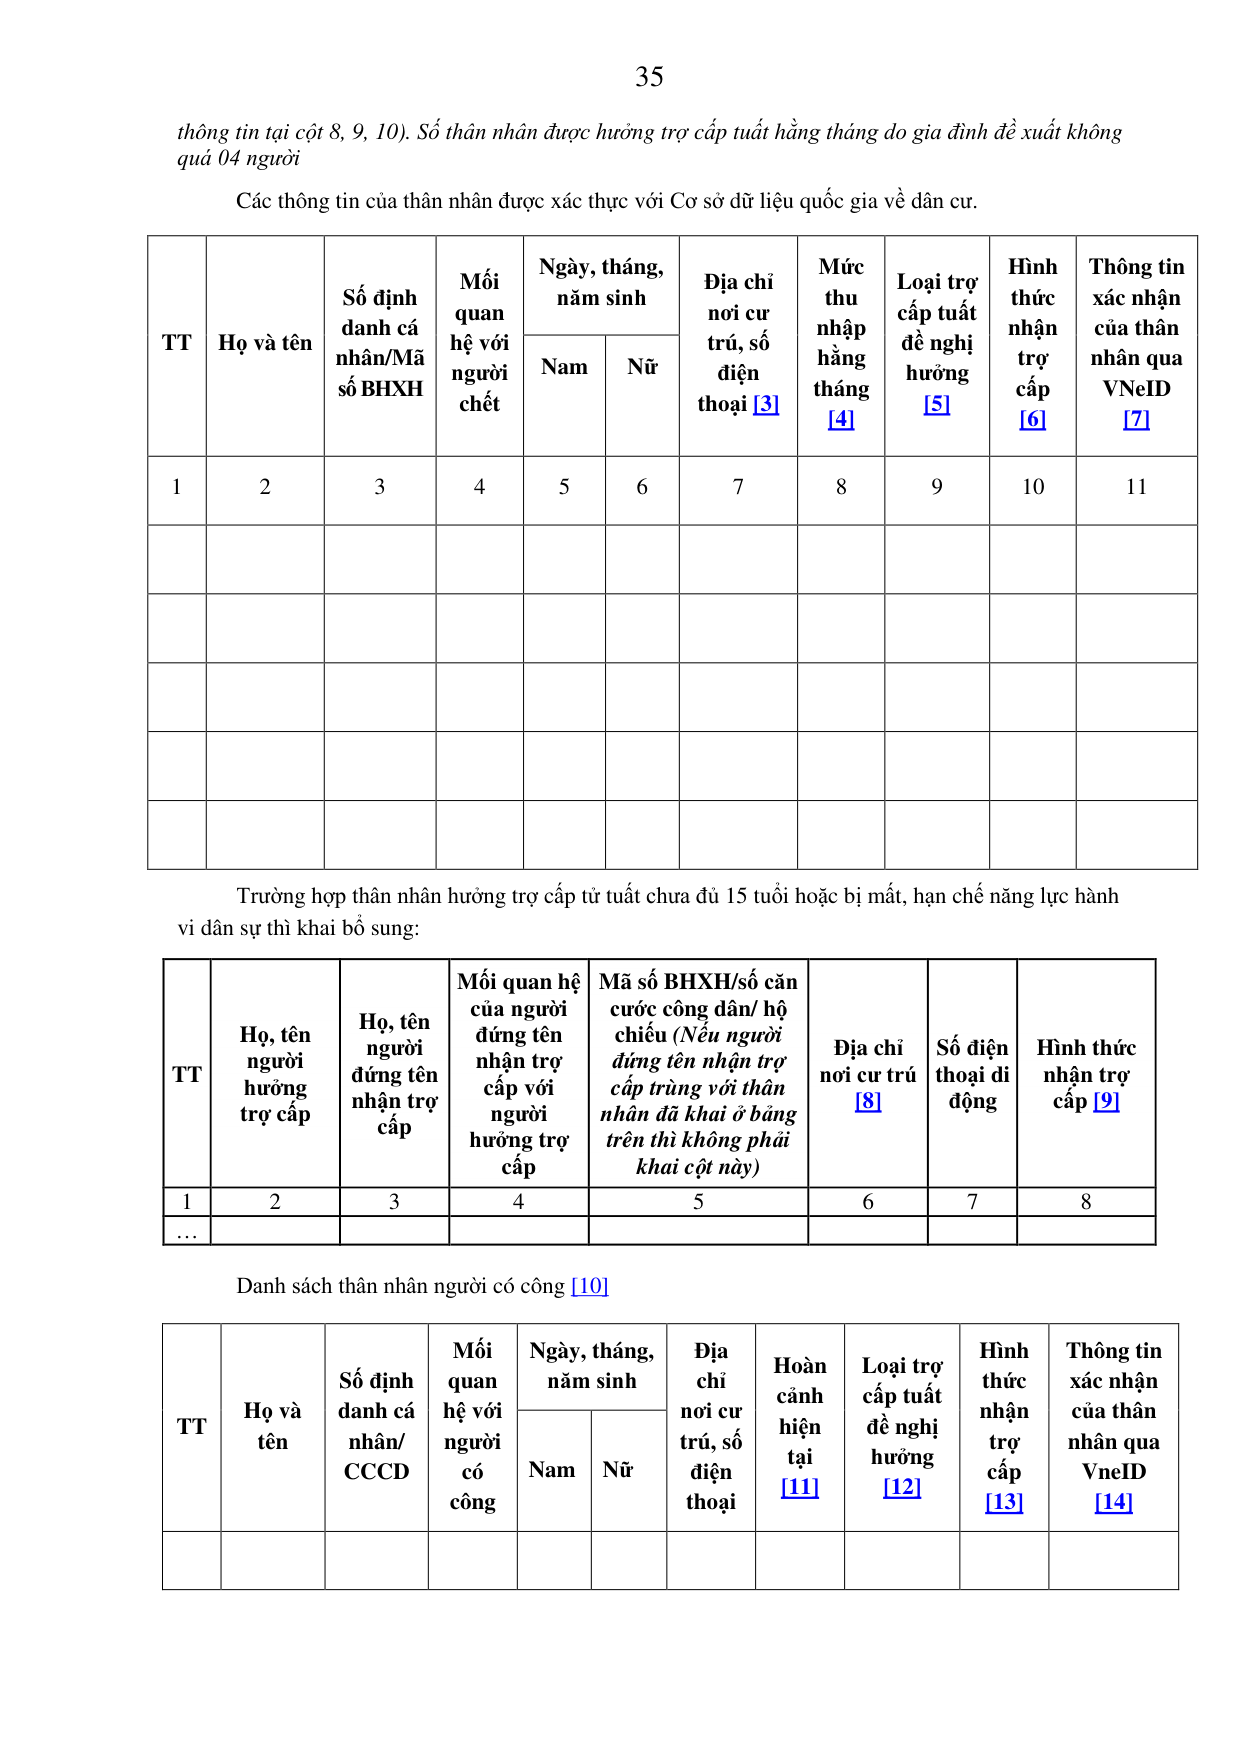 35
thông tin tại cột 8, 9, 10). Số thân nhân được hưởng trợ cấp tuất hằng tháng do gia đình đề xuất không
quá 04 người
Các thông tin của thân nhân được xác thực với Cơ sở dữ liệu quốc gia về dân cư.
TT
Họ và tên
Số định
danh cá
nhân/Mã
số BHXH
Mối
quan
hệ với
người
chết
Ngày, tháng,
năm sinh
Nam
Nữ
Địa chỉ
nơi cư
trú, số
điện
thoại [3]
Mức
thu
nhập
hằng
tháng
[4]
Loại trợ
cấp tuất
đề nghị
hưởng
[5]
Hình
thức
nhận
trợ
cấp
[6]
Thông tin
xác nhận
của thân
nhân qua
VNeID
[7]
1 2 3 4 5 6 7 8 9 10 11
Trường hợp thân nhân hưởng trợ cấp tử tuất chưa đủ 15 tuổi hoặc bị mất, hạn chế năng lực hành
vi dân sự thì khai bổ sung:
TT
Họ, tên
người
hưởng
trợ cấp
Họ, tên
người
đứng tên
nhận trợ
cấp
Mối quan hệ
của người
đứng tên
nhận trợ
cấp với
người
hưởng trợ
cấp
Mã số BHXH/số căn
cước công dân/ hộ
chiếu (Nếu người
đứng tên nhận trợ
cấp trùng với thân
nhân đã khai ở bảng
trên thì không phải
khai cột này)
Địa chỉ
nơi cư trú
[8]
Số điện
thoại di
động
Hình thức
nhận trợ
cấp [9]
1 2 3 4 5 6 7 8
…
Danh sách thân nhân người có công [10]
TT
Họ và
tên
Số định
danh cá
nhân/
CCCD
Mối
quan
hệ với
người
có
công
Ngày, tháng,
năm sinh
Nam
Nữ
Địa
chỉ
nơi cư
trú, số
điện
thoại
Hoàn
cảnh
hiện
tại
[11]
Loại trợ
cấp tuất
đề nghị
hưởng
[12]
Hình
thức
nhận
trợ
cấp
[13]
Thông tin
xác nhận
của thân
nhân qua
VneID
[14]